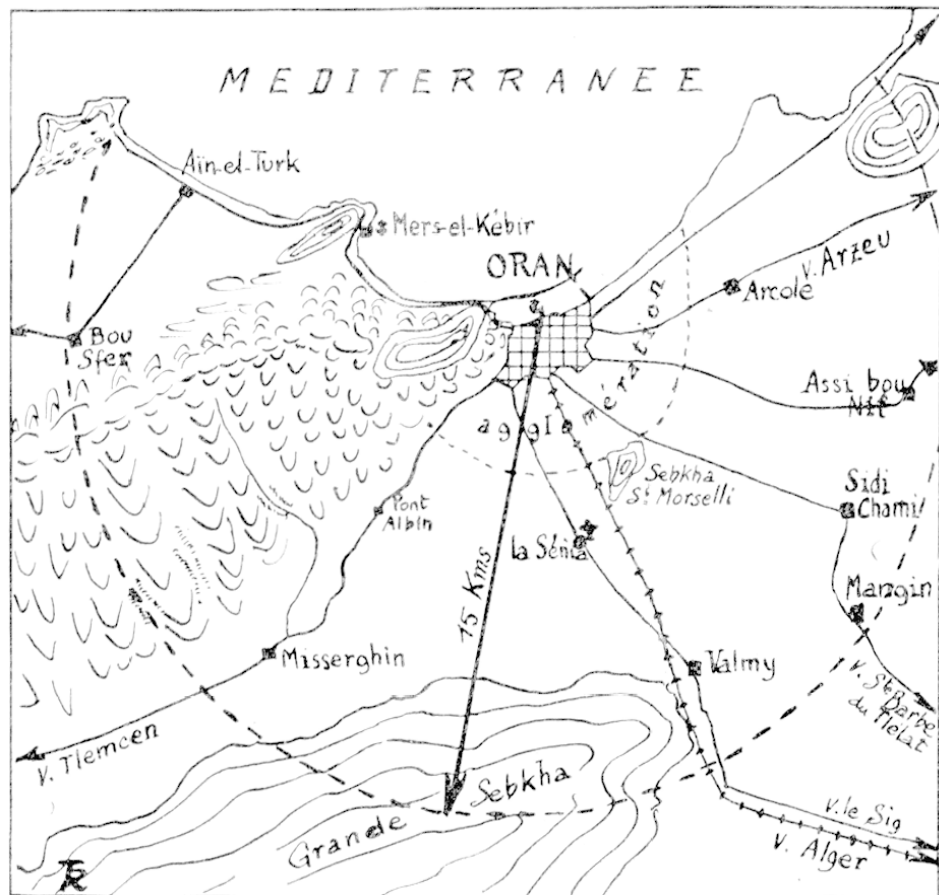 MEDITERRANEE
Aïn-el-Turk
Mers-el-Kébir
ORAN
v. Arzeu
Arcole
Bou
Sfer
Assi bou
Nif
agglomération
Sebkha
St Morselli
Sidi
Chami
Pont
Albin
la Sénia
15 Kms
Mangin
Misserghin
Valmy
v. Ste Barbe
du Tlelat
v. Tlemcen
Grande Sebkha
v. le Sig
v. Alger